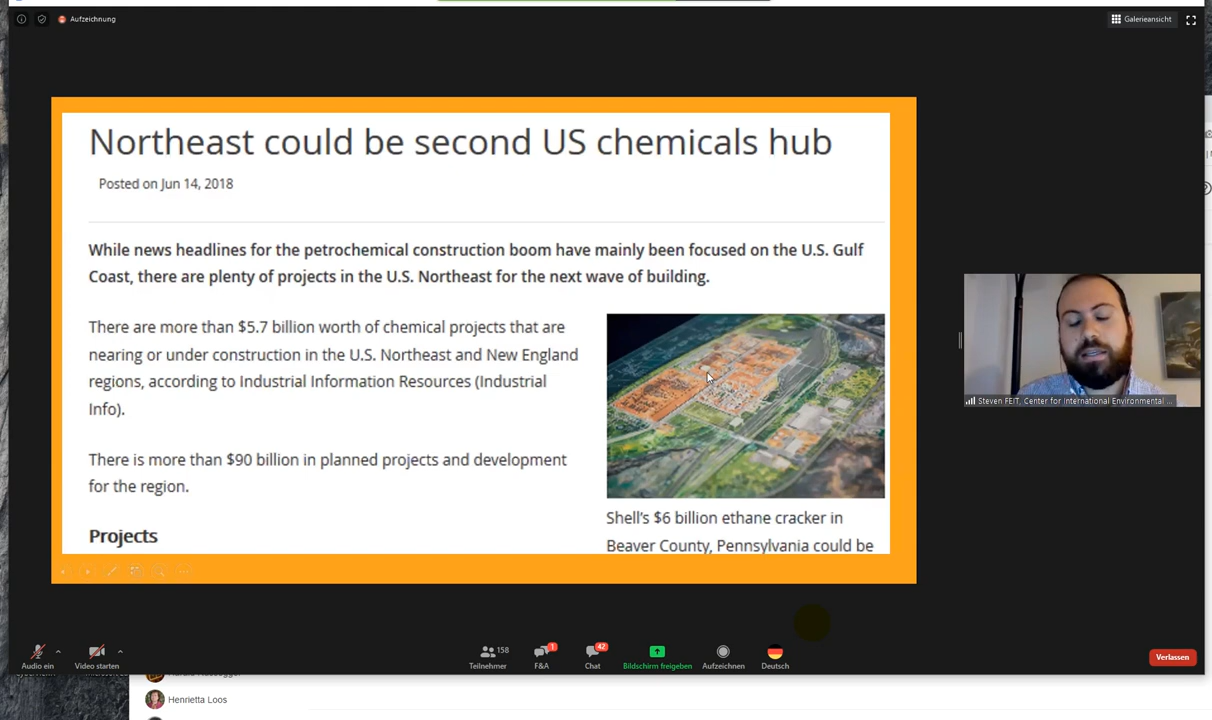 Aufzeichnung
Galerieansicht
Northeast could be second US chemicals hub
Posted on Jun 14, 2018
While news headlines for the petrochemical construction boom have mainly been focused on the U.S. Gulf
Coast, there are plenty of projects in the U.S. Northeast for the next wave of building.
There are more than $5.7 billion worth of chemical projects that are
nearing or under construction in the U.S. Northeast and New England
regions, according to Industrial Information Resources (Industrial
Info).
There is more than $90 billion in planned projects and development
for the region.
Projects
Shell's $6 billion ethane cracker in
Beaver County, Pennsylvania could be
Steven FEIT, Center for International Environmental ...
158
1
42
Audio ein
Video starten
Teilnehmer
F&A
Chat
Bildschirm freigeben
Aufzeichnen
Deutsch
Verlassen
Henrietta Loos